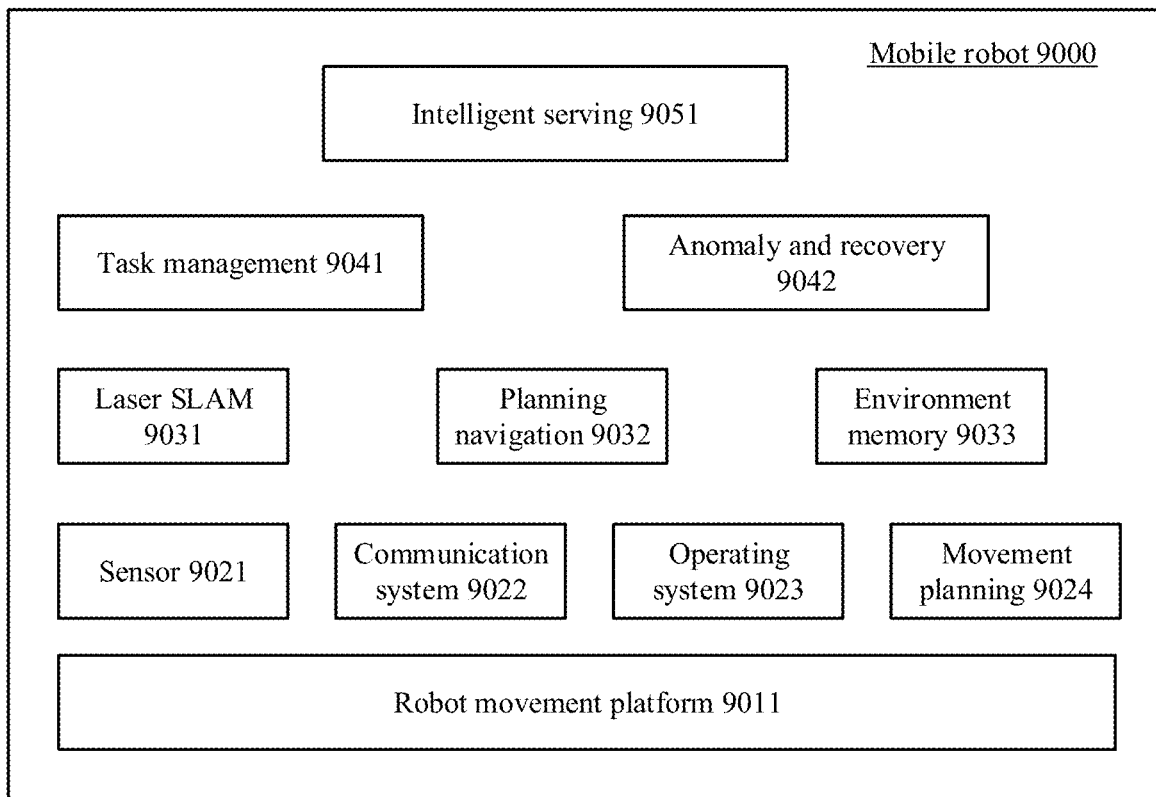 Mobile robot 9000
Intelligent serving 9051
Task management 9041
Anomaly and recovery
9042
Laser SLAM
9031
Planning
navigation 9032
Environment
memory 9033
Sensor 9021
Communication
system 9022
Operating
system 9023
Movement
planning 9024
Robot movement platform 9011